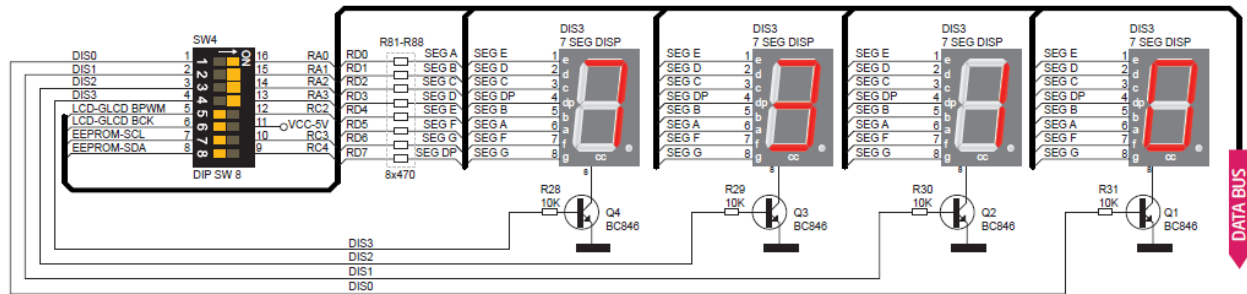 SW4
DIS0 1 16 RA0
DIS1 2 15 RA1
DIS2 3 14 RA2
DIS3 4 13 RA3
LCD-GLCD BPWM 5 12 RC2
LCD-GLCD BCK 6 11 VCC-5V
EEPROM-SCL 7 10 RC3
EEPROM-SDA 8 9 RC4
ON
1
2
3
4
5
6
7
8
DIP SW 8
R81-R88
RD0 SEG A
RD1 SEG B
RD2 SEG C
RD3 SEG D
RD4 SEG E
RD5 SEG F
RD6 SEG G
RD7 SEG DP
8x470
DIS3
7 SEG DISP
SEG E 1 e
SEG D 2 d
SEG C 3 c
SEG DP 4 dp
SEG B 5 b
SEG A 6 a
SEG F 7 f
SEG G 8 g
cc
8
R28
10K
Q4
BC846
DIS3
7 SEG DISP
SEG E 1 e
SEG D 2 d
SEG C 3 c
SEG DP 4 dp
SEG B 5 b
SEG A 6 a
SEG F 7 f
SEG G 8 g
cc
8
R29
10K
Q3
BC846
DIS3
7 SEG DISP
SEG E 1 e
SEG D 2 d
SEG C 3 c
SEG DP 4 dp
SEG B 5 b
SEG A 6 a
SEG F 7 f
SEG G 8 g
cc
8
R30
10K
Q2
BC846
DIS3
7 SEG DISP
SEG E 1 e
SEG D 2 d
SEG C 3 c
SEG DP 4 dp
SEG B 5 b
SEG A 6 a
SEG F 7 f
SEG G 8 g
cc
8
R31
10K
Q1
BC846
DIS3
DIS2
DIS1
DIS0
DATA BUS